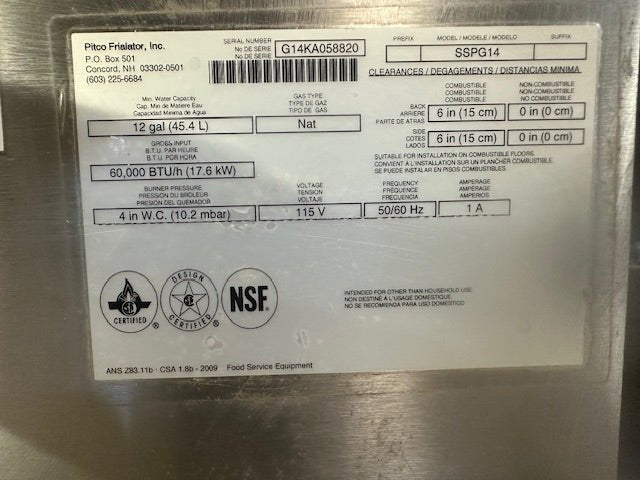 Pitco Frialator, Inc.
P.O. Box 501
Concord, NH 03302-0501
(603) 225-6684
SERIAL NUMBER
No DE SERIE
No DE SERIE
G14KA058820
PREFIX
MODEL / MODELE / MODELO
SUFFIX
SSPG14
CLEARANCES / DEGAGEMENTS / DISTANCIAS MINIMA
Min. Water Capacity
Cap. Min de Matiere Eau
Capacidad Minima de Agua
12 gal (45.4 L)
GAS TYPE
TYPE DE GAZ
TIPO DE GAS
Nat
COMBUSTIBLE
COMBUSTIBLE
COMBUSTIBLE
NON-COMBUSTIBLE
NON-COMBUSTIBLE
NO COMBUSTIBLE
BACK
ARRIERE
PARTE DE ATRAS
6 in (15 cm)
0 in (0 cm)
SIDE
COTES
LADOS
6 in (15 cm)
0 in (0 cm)
GROSS INPUT
B.T.U. PAR HEURE
B.T.U. POR HORA
60,000 BTU/h (17.6 kW)
SUITABLE FOR INSTALLATION ON COMBUSTIBLE FLOORS.
CONVIENT À L'INSTALLATION SUR UN PLANCHER COMBUSTIBLE.
SE PUEDE INSTALAR EN PISOS COMBUSTIBLES.
BURNER PRESSURE
PRESSION DU BRÛLEUR
PRESIÓN DEL QUEMADOR
4 in W.C. (10.2 mbar)
VOLTAGE
TENSION
VOLTAJE
115 V
FREQUENCY
FREQUENCE
FRECUENCIA
50/60 Hz
AMPERAGE
AMPERAGE
AMPERIOS
1 A
CERTIFIED
DESIGN
CERTIFIED
NSF
INTENDED FOR OTHER THAN HOUSEHOLD USE
NON DESTINÉ A L'USAGE DOMESTIQUE.
NO SE RECOMIENDA PARA USO DOMESTICO
ANS Z83.11b - CSA 1.8b - 2009 Food Service Equipment